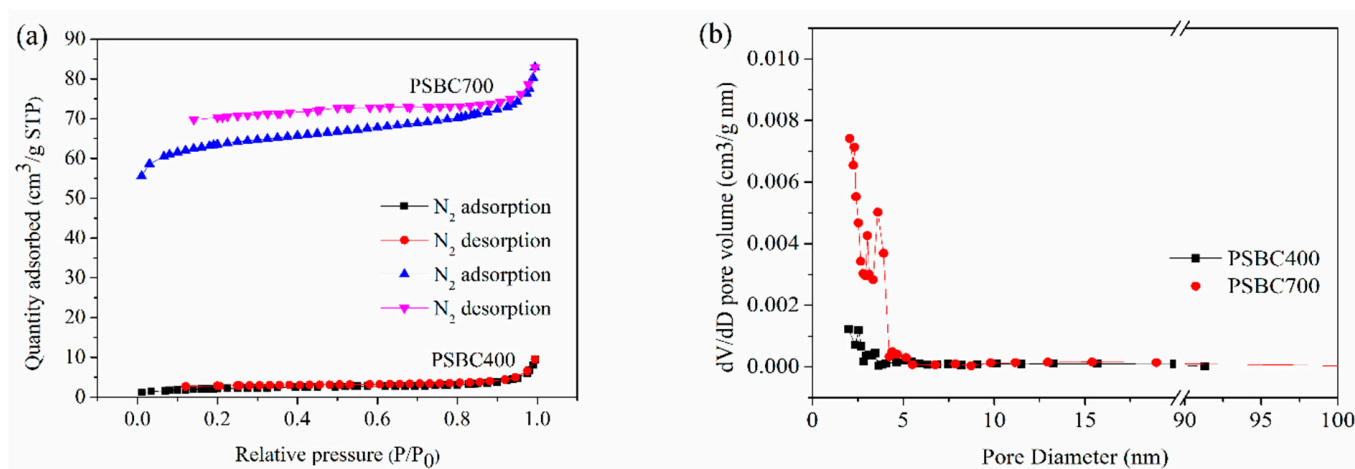 (a)
90
80
70
60
50
40
30
20
10
0
Quantity adsorbed (cm³/g STP)
PSBC700
N₂ adsorption
N₂ desorption
N₂ adsorption
N₂ desorption
PSBC400
0.0 0.2 0.4 0.6 0.8 1.0
Relative pressure (P/P₀)
(b)
0.010
0.008
0.006
0.004
0.002
0.000
dV/dD pore volume (cm3/g nm)
PSBC400
PSBC700
0 5 10 15 90 95 100
Pore Diameter (nm)